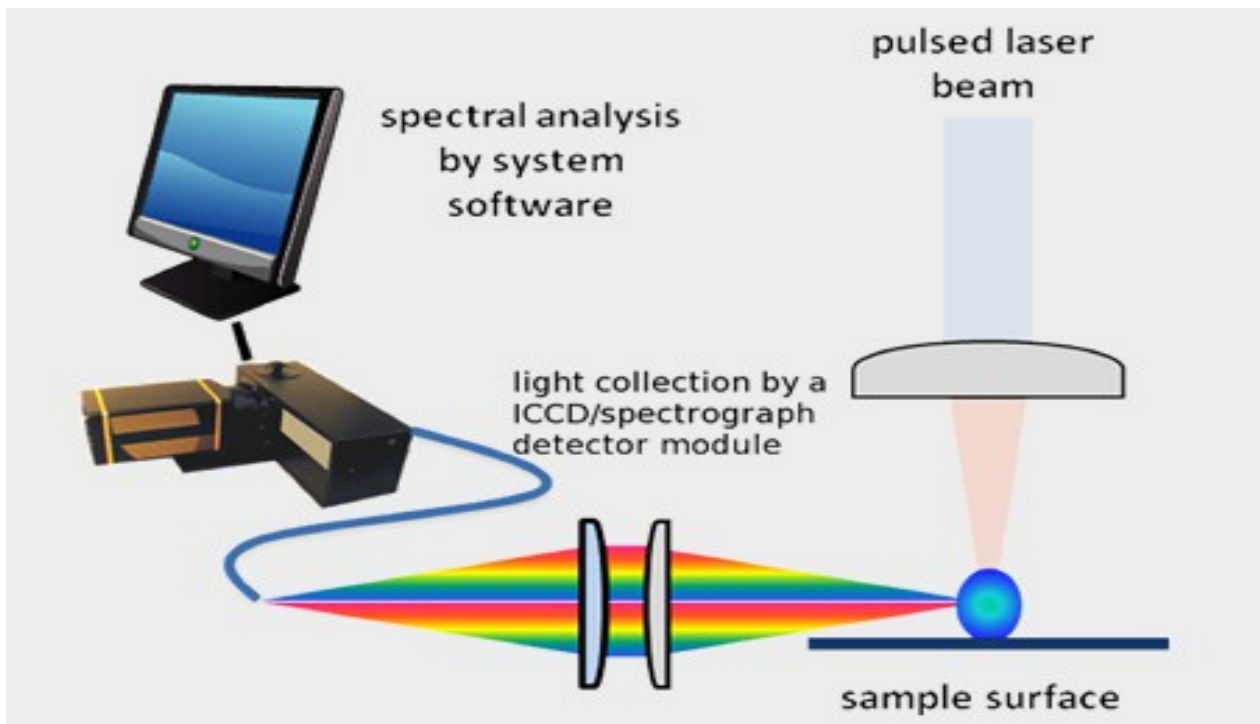 pulsed laser
beam
spectral analysis
by system
software
light collection by a
ICCD/spectrograph
detector module
sample surface